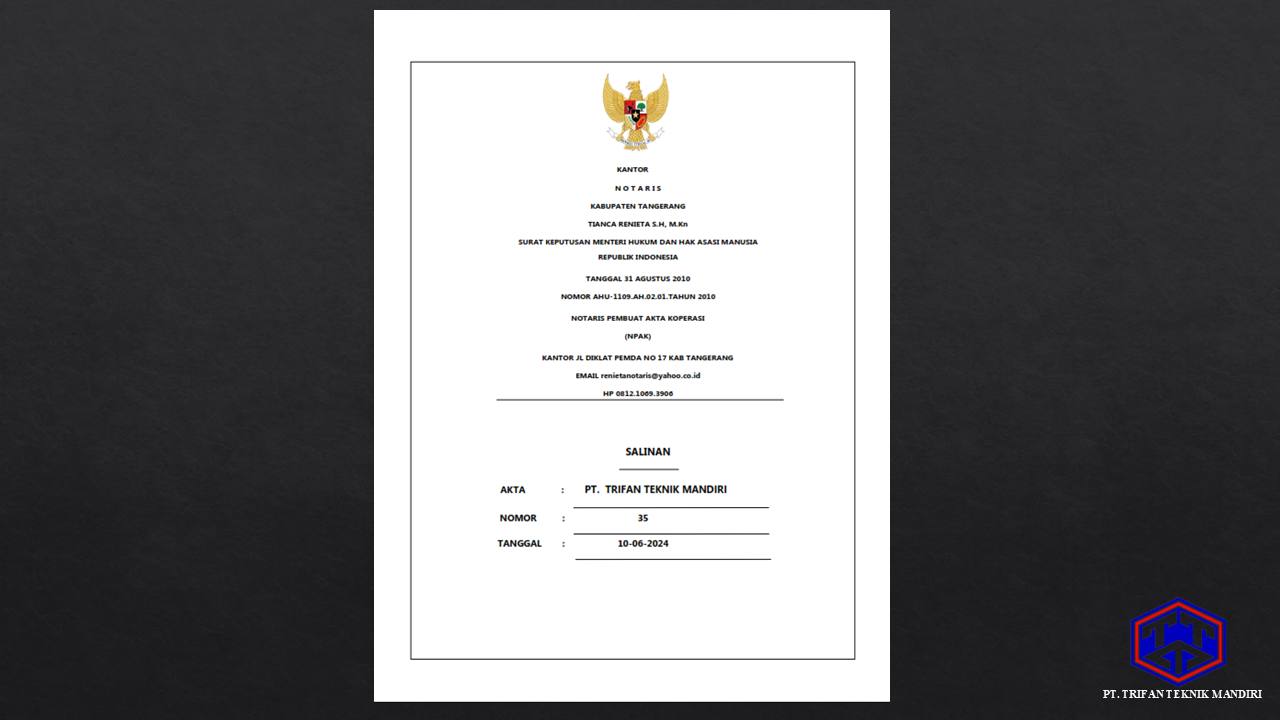 KANTOR
N O T A R I S
KABUPATEN TANGERANG
TIANCA RENIETA S.H, M.Kn
SURAT KEPUTUSAN MENTERI HUKUM DAN HAK ASASI MANUSIA
REPUBLIK INDONESIA
TANGGAL 31 AGUSTUS 2010
NOMOR AHU-1109.AH.02.01.TAHUN 2010
NOTARIS PEMBUAT AKTA KOPERASI
(NPAK)
KANTOR JL DIKLAT PEMDA NO 17 KAB TANGERANG
EMAIL renietanotaris@yahoo.co.id
HP 0812.1069.3906
SALINAN
AKTA : PT. TRIFAN TEKNIK MANDIRI
NOMOR : 35
TANGGAL : 10-06-2024
PT. TRIFAN TEKNIK MANDIRI